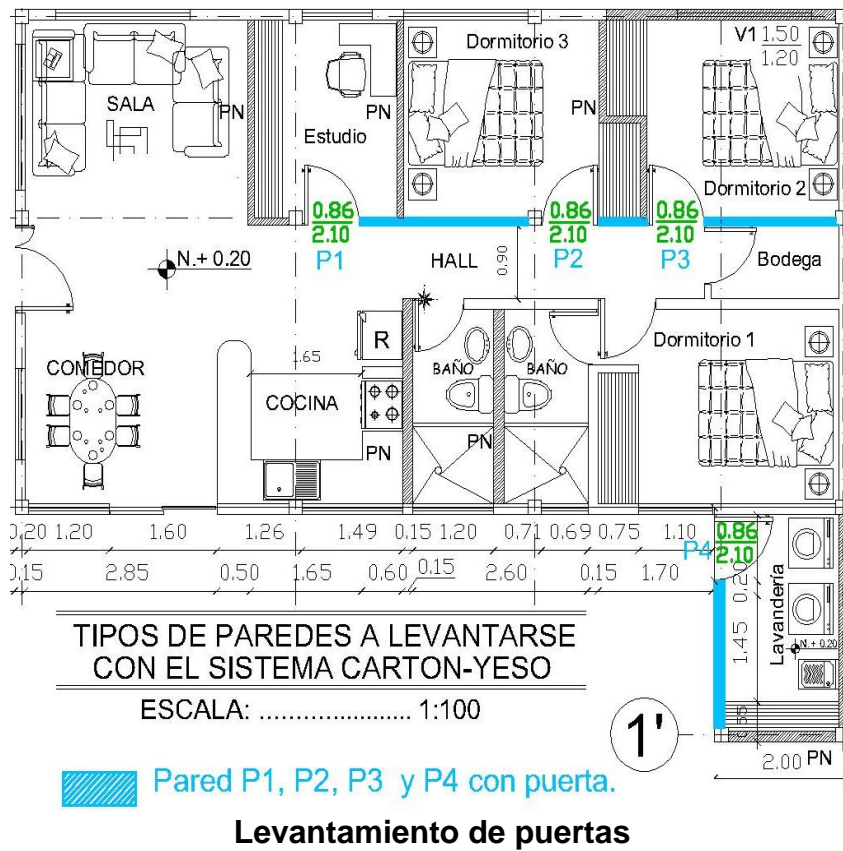 Dormitorio 3
V1 1.50
1.20
SALA
PN
PN
PN
Estudio
Dormitorio 2
0.86
2.10
P1
0.86
2.10
P2
0.86
2.10
P3
N.+ 0.20
HALL
0.90
Bodega
R
1.65
COMEDOR
COCINA
BAÑO
BAÑO
Dormitorio 1
PN
PN
0.20 1.20 1.60 1.26 1.49 0.15 1.20 0.71 0.69 0.75 1.10
0.86
2.10
P4
0.15 2.85 0.50 1.65 0.60 0.15 2.60 0.15 1.70
0.20
1.45
Lavandería
N.+ 0.20
TIPOS DE PAREDES A LEVANTARSE
CON EL SISTEMA CARTON-YESO
ESCALA: ...................... 1:100
1'
2.00 PN
Pared P1, P2, P3 y P4 con puerta.
Levantamiento de puertas